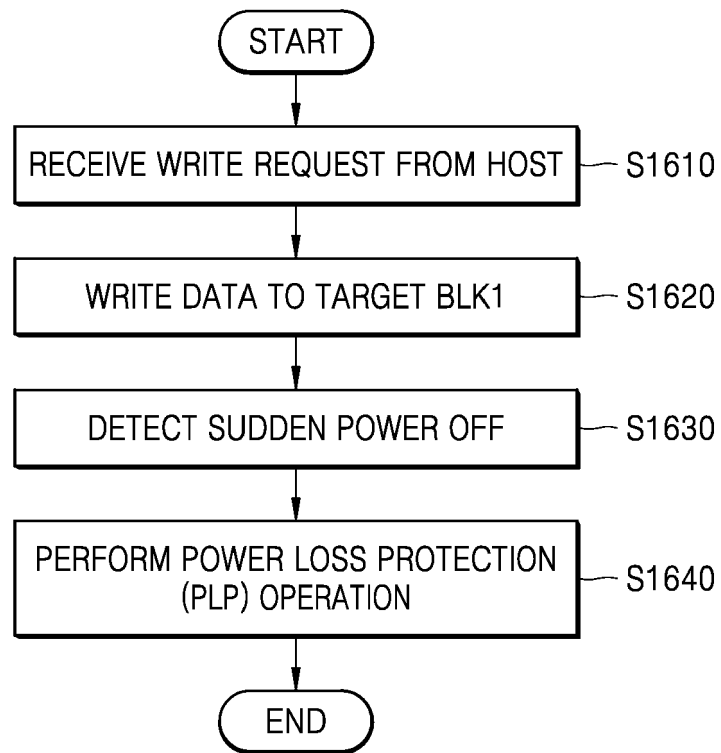 START
RECEIVE WRITE REQUEST FROM HOST
S1610
WRITE DATA TO TARGET BLK1
S1620
DETECT SUDDEN POWER OFF
S1630
PERFORM POWER LOSS PROTECTION
(PLP) OPERATION
S1640
END